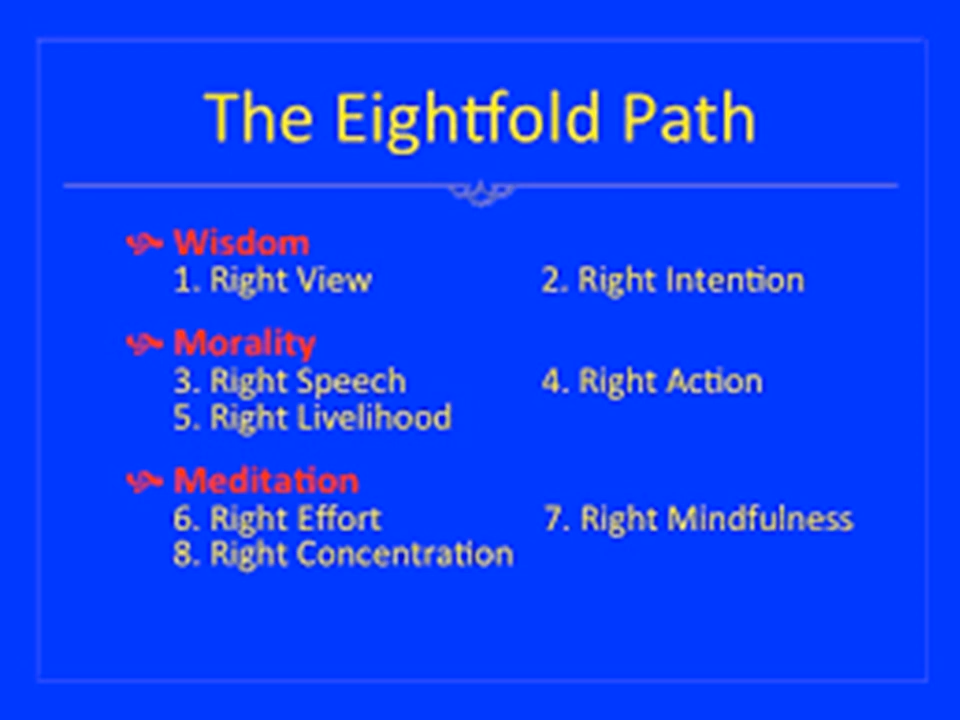 The Eightfold Path
Wisdom
1. Right View 2. Right Intention
Morality
3. Right Speech 4. Right Action
5. Right Livelihood
Meditation
6. Right Effort 7. Right Mindfulness
8. Right Concentration